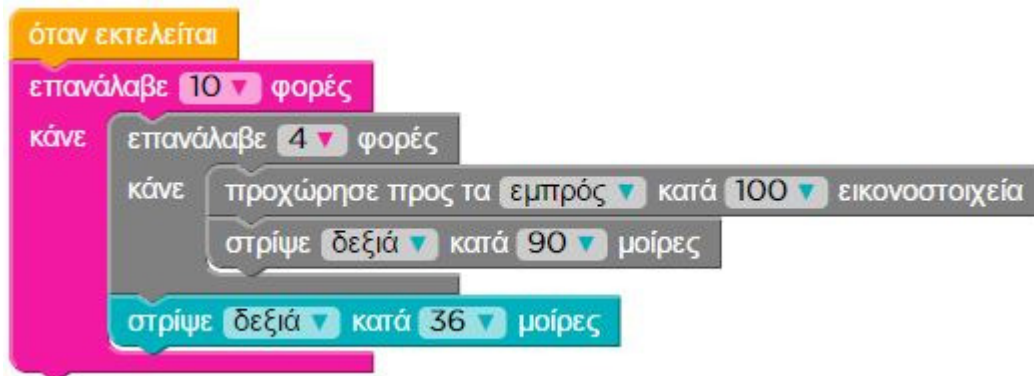 όταν εκτελείται
επανάλαβε 10 ▼ φορές
κάνε επανάλαβε 4 ▼ φορές
κάνε προχώρησε προς τα εμπρός ▼ κατά 100 ▼ εικονοστοιχεία
στρίψε δεξιά ▼ κατά 90 ▼ μοίρες
στρίψε δεξιά ▼ κατά 36 ▼ μοίρες